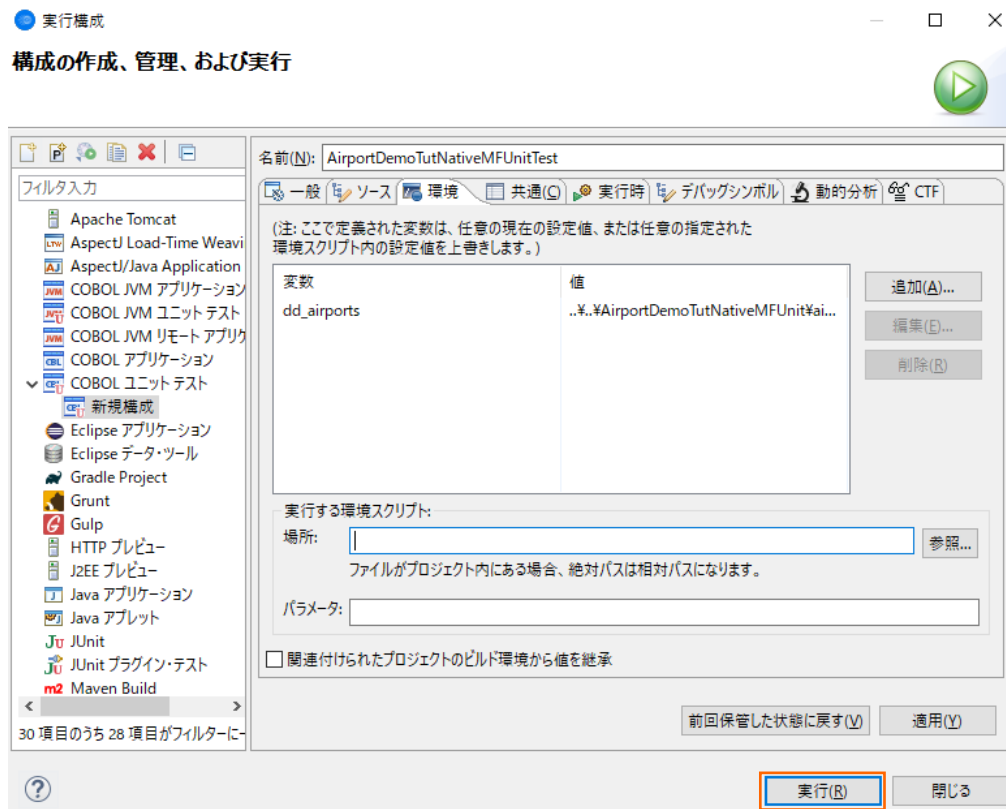 実行構成
構成の作成、管理、および実行
名前(N): AirportDemoTutNativeMFUnitTest
フィルタ入力
Apache Tomcat
AspectJ Load-Time Weavi
AspectJ/Java Application
COBOL JVM アプリケーション
COBOL JVM ユニット テスト
COBOL JVM リモート アプリケ
COBOL アプリケーション
COBOL ユニット テスト
新規構成
Eclipse アプリケーション
Eclipse データ・ツール
Gradle Project
Grunt
Gulp
HTTP プレビュー
J2EE プレビュー
Java アプリケーション
Java アプレット
JUnit
JUnit プラグイン・テスト
Maven Build
30 項目のうち 28 項目がフィルターに一
一般 ソース 環境 共通(C) 実行時 デバッグシンボル 動的分析 CTF
(注: ここで定義された変数は、任意の現在の設定値、または任意の指定された
環境スクリプト内の設定値を上書きします。)
変数 値
dd_airports ..¥..¥AirportDemoTutNativeMFUnit¥ai...
追加(A)...
編集(E)...
削除(R)
実行する環境スクリプト:
場所:
参照...
ファイルがプロジェクト内にある場合、絶対パスは相対パスになります。
パラメータ:
関連付けられたプロジェクトのビルド環境から値を継承
前回保管した状態に戻す(V) 適用(Y)
実行(R) 閉じる